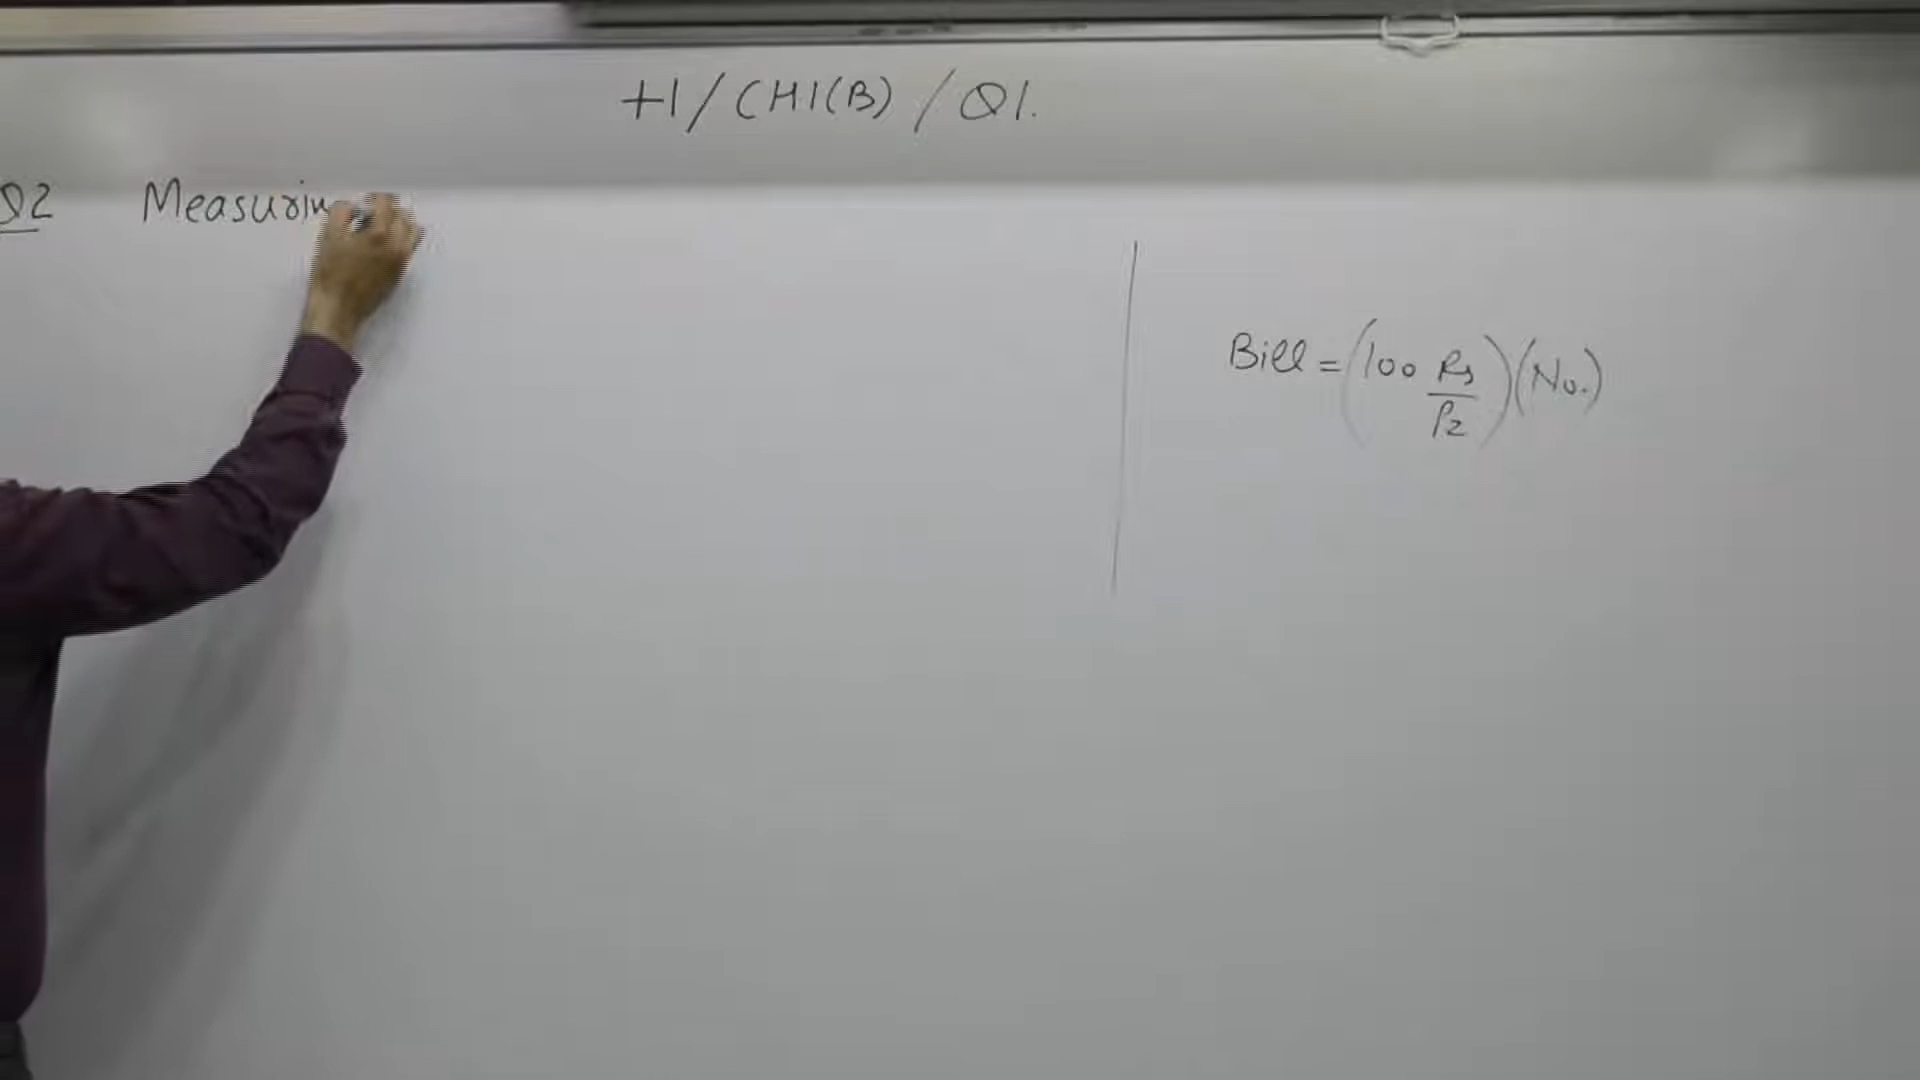 +1/CH1(B)/Q1.
Q2 Measurin
Bill = (100 Rs/Pz)(No.)